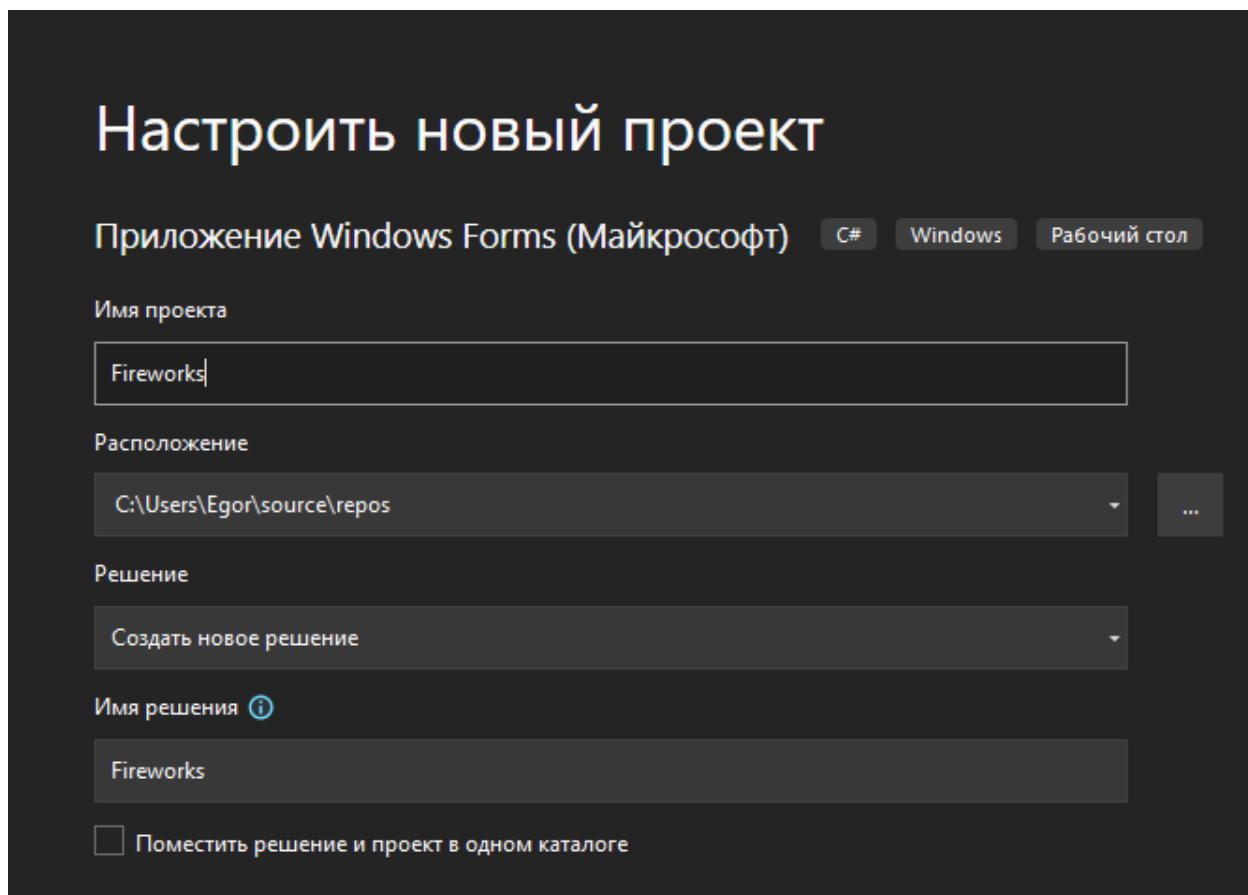 Настроить новый проект
Приложение Windows Forms (Майкрософт) C# Windows Рабочий стол
Имя проекта
Fireworks
Расположение
C:\Users\Egor\source\repos ...
Решение
Создать новое решение
Имя решения
Fireworks
Поместить решение и проект в одном каталоге